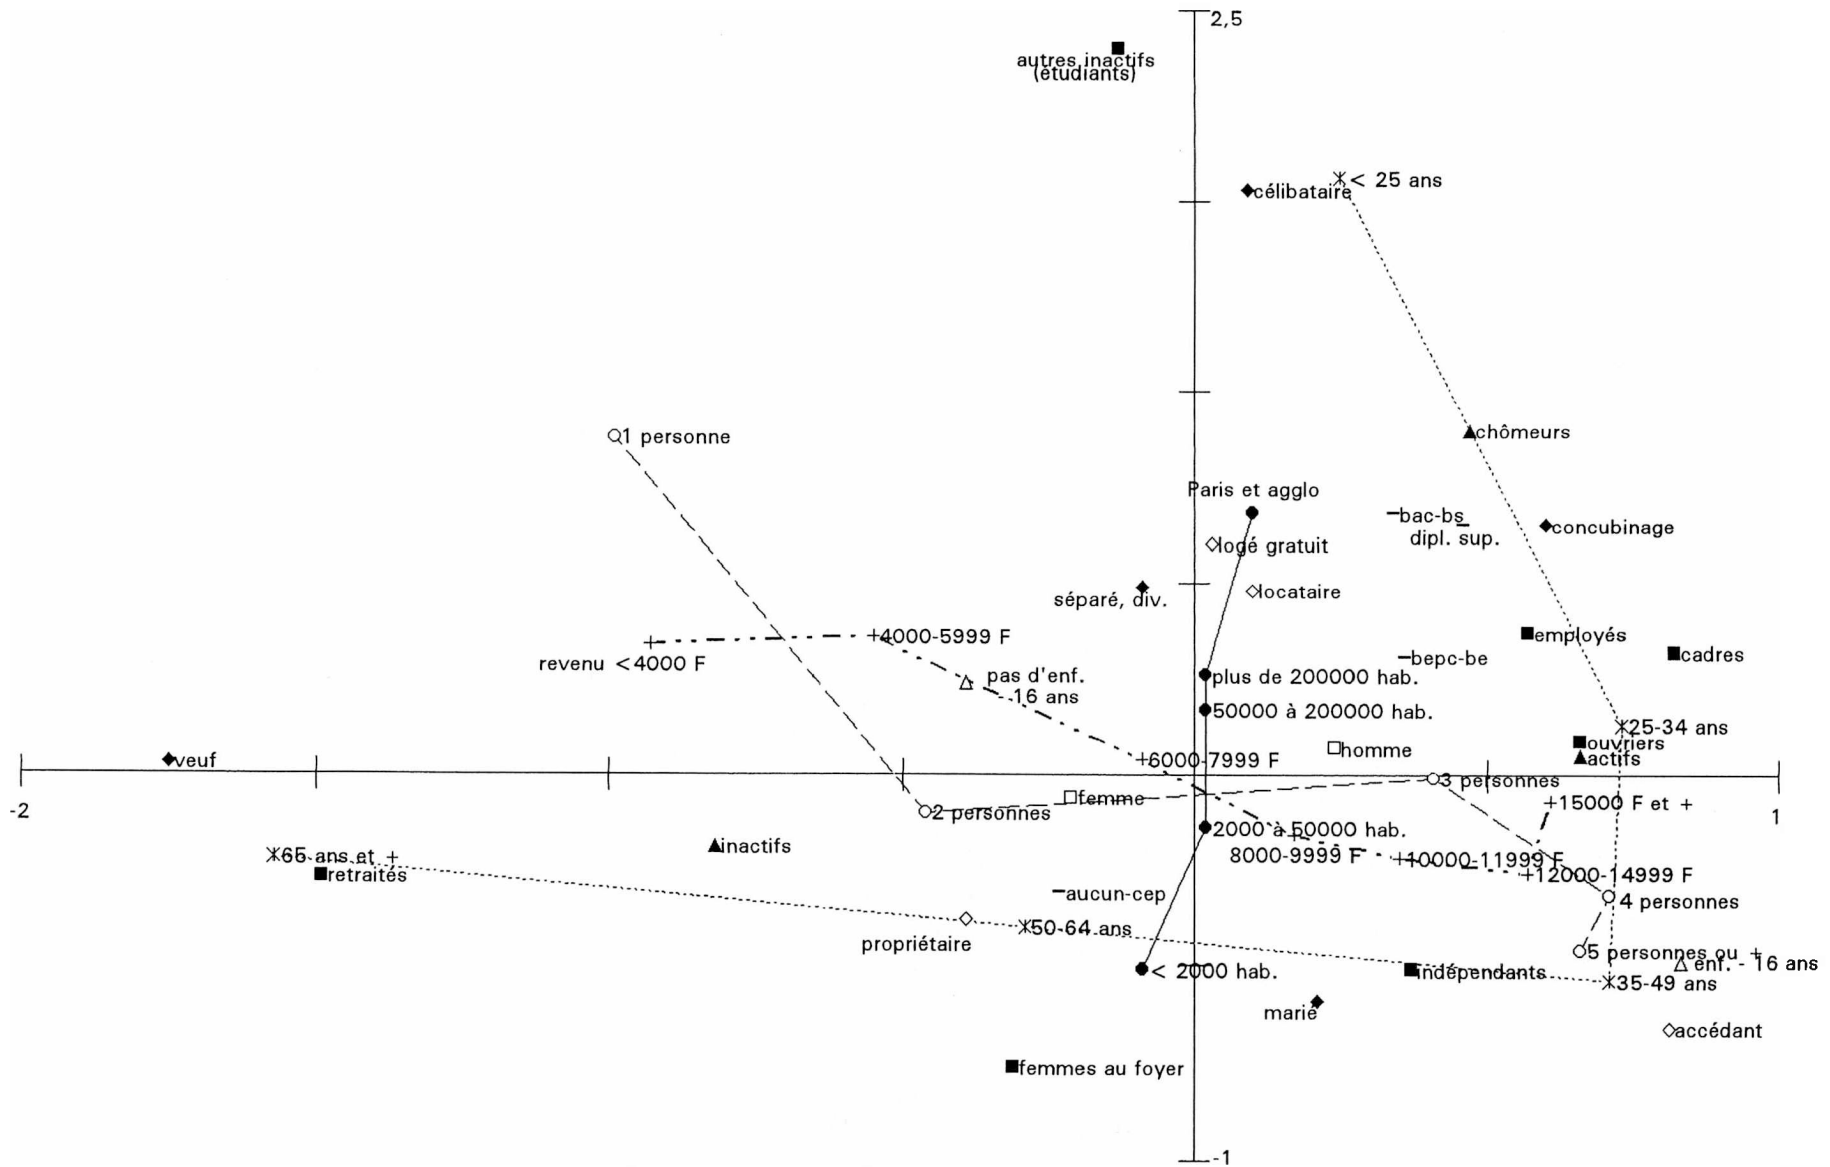 2,5
autres inactifs
(étudiants)
< 25 ans
célibataire
1 personne
chômeurs
Paris et agglo
bac-bs
dipl. sup.
concubinage
logé gratuit
locataire
séparé, div.
4000-5999 F
employés
revenu <4000 F
bepc-be
cadres
pas d'enf.
-16 ans
plus de 200000 hab.
50000 à 200000 hab.
25-34 ans
ouvriers
homme
actifs
veuf
6000-7999 F
3 personnes
femme
15000 F et +
-2
2 personnes
1
2000 à 50000 hab.
inactifs
65 ans et +
8000-9999 F
10000-11999 F
retraités
12000-14999 F
aucun-cep
4 personnes
50-64 ans
propriétaire
5 personnes ou +
enf. - 16 ans
< 2000 hab.
indépendants
35-49 ans
marié
accédant
femmes au foyer
-1